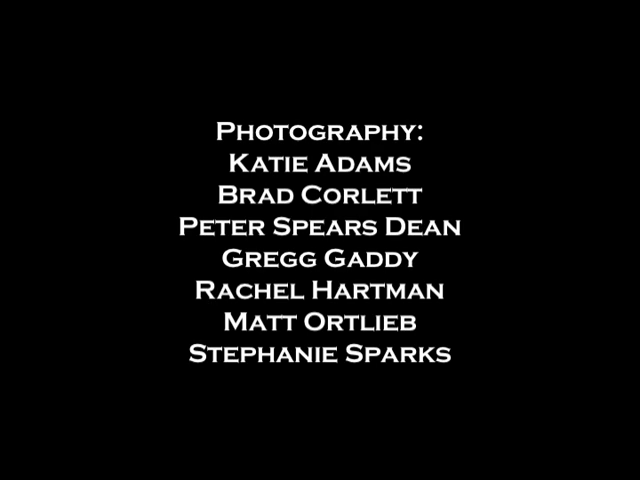 Photography:
Katie Adams
Brad Corlett
Peter Spears Dean
Gregg Gaddy
Rachel Hartman
Matt Ortlieb
Stephanie Sparks